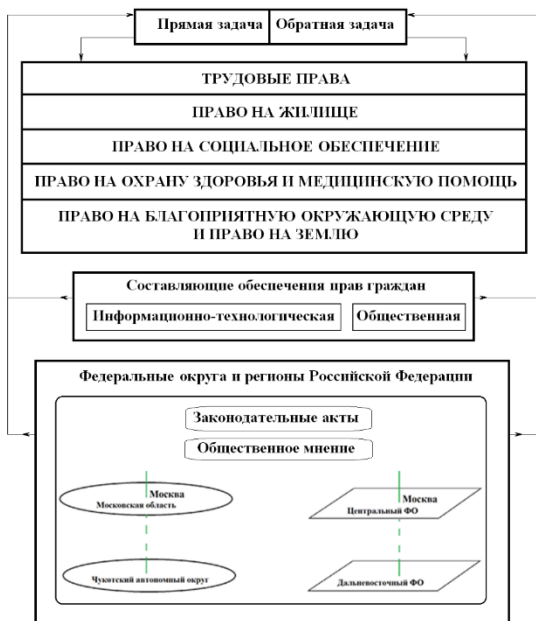 Прямая задача Обратная задача
ТРУДОВЫЕ ПРАВА
ПРАВО НА ЖИЛИЩЕ
ПРАВО НА СОЦИАЛЬНОЕ ОБЕСПЕЧЕНИЕ
ПРАВО НА ОХРАНУ ЗДОРОВЬЯ И МЕДИЦИНСКУЮ ПОМОЩЬ
ПРАВО НА БЛАГОПРИЯТНУЮ ОКРУЖАЮЩУЮ СРЕДУ
И ПРАВО НА ЗЕМЛЮ
Составляющие обеспечения прав граждан
Информационно-технологическая Общественная
Федеральные округа и регионы Российской Федерации
Законодательные акты
Общественное мнение
Москва Москва
Московская область Центральный ФО
Чукотский автономный округ Дальневосточный ФО